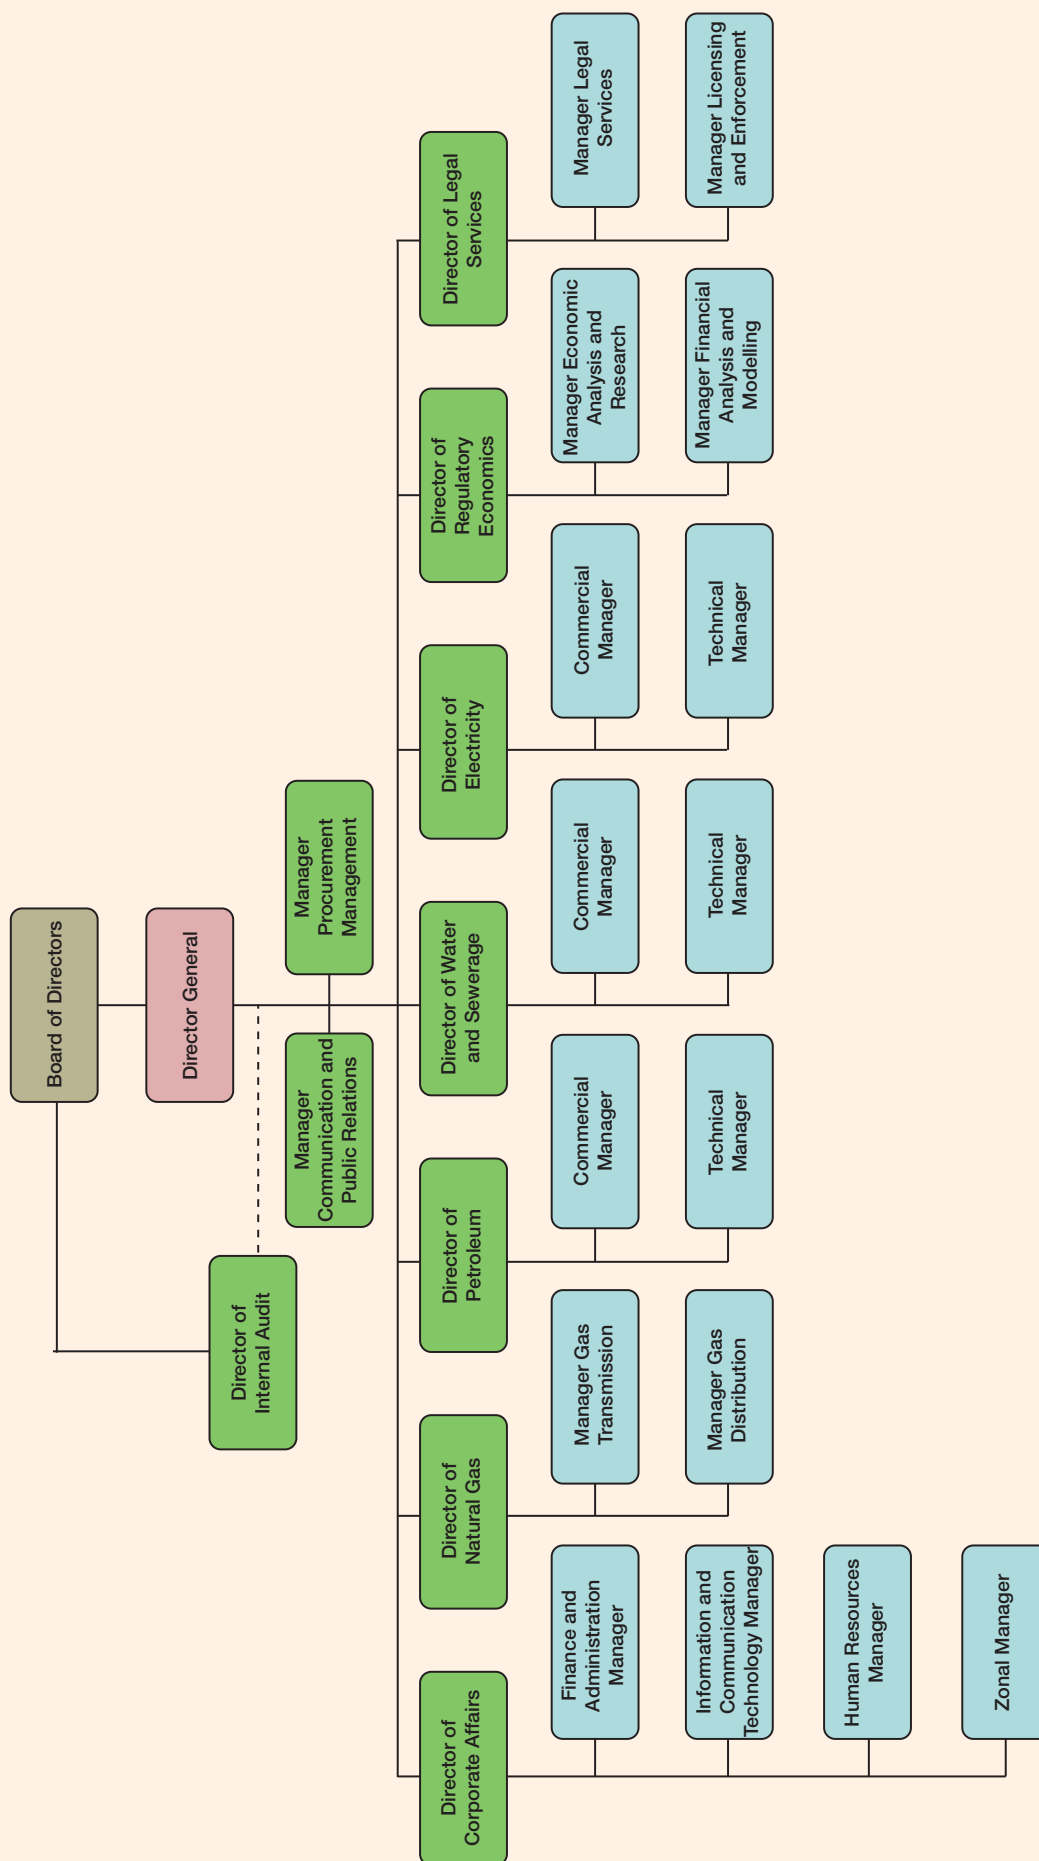 Board of Directors
Director General
Director of
Internal Audit
Manager
Communication and
Public Relations
Manager
Procurement
Management
Director of
Corporate Affairs
Director of
Natural Gas
Director of
Petroleum
Director of Water
and Sewerage
Director of
Electricity
Director of
Regulatory
Economics
Director of Legal
Services
Finance and
Administration
Manager
Manager Gas
Transmission
Commercial
Manager
Commercial
Manager
Commercial
Manager
Manager Economic
Analysis and
Research
Manager Legal
Services
Information and
Communication
Technology Manager
Manager Gas
Distribution
Technical
Manager
Technical
Manager
Technical
Manager
Manager Financial
Analysis and
Modelling
Manager Licensing
and Enforcement
Human Resources
Manager
Zonal Manager